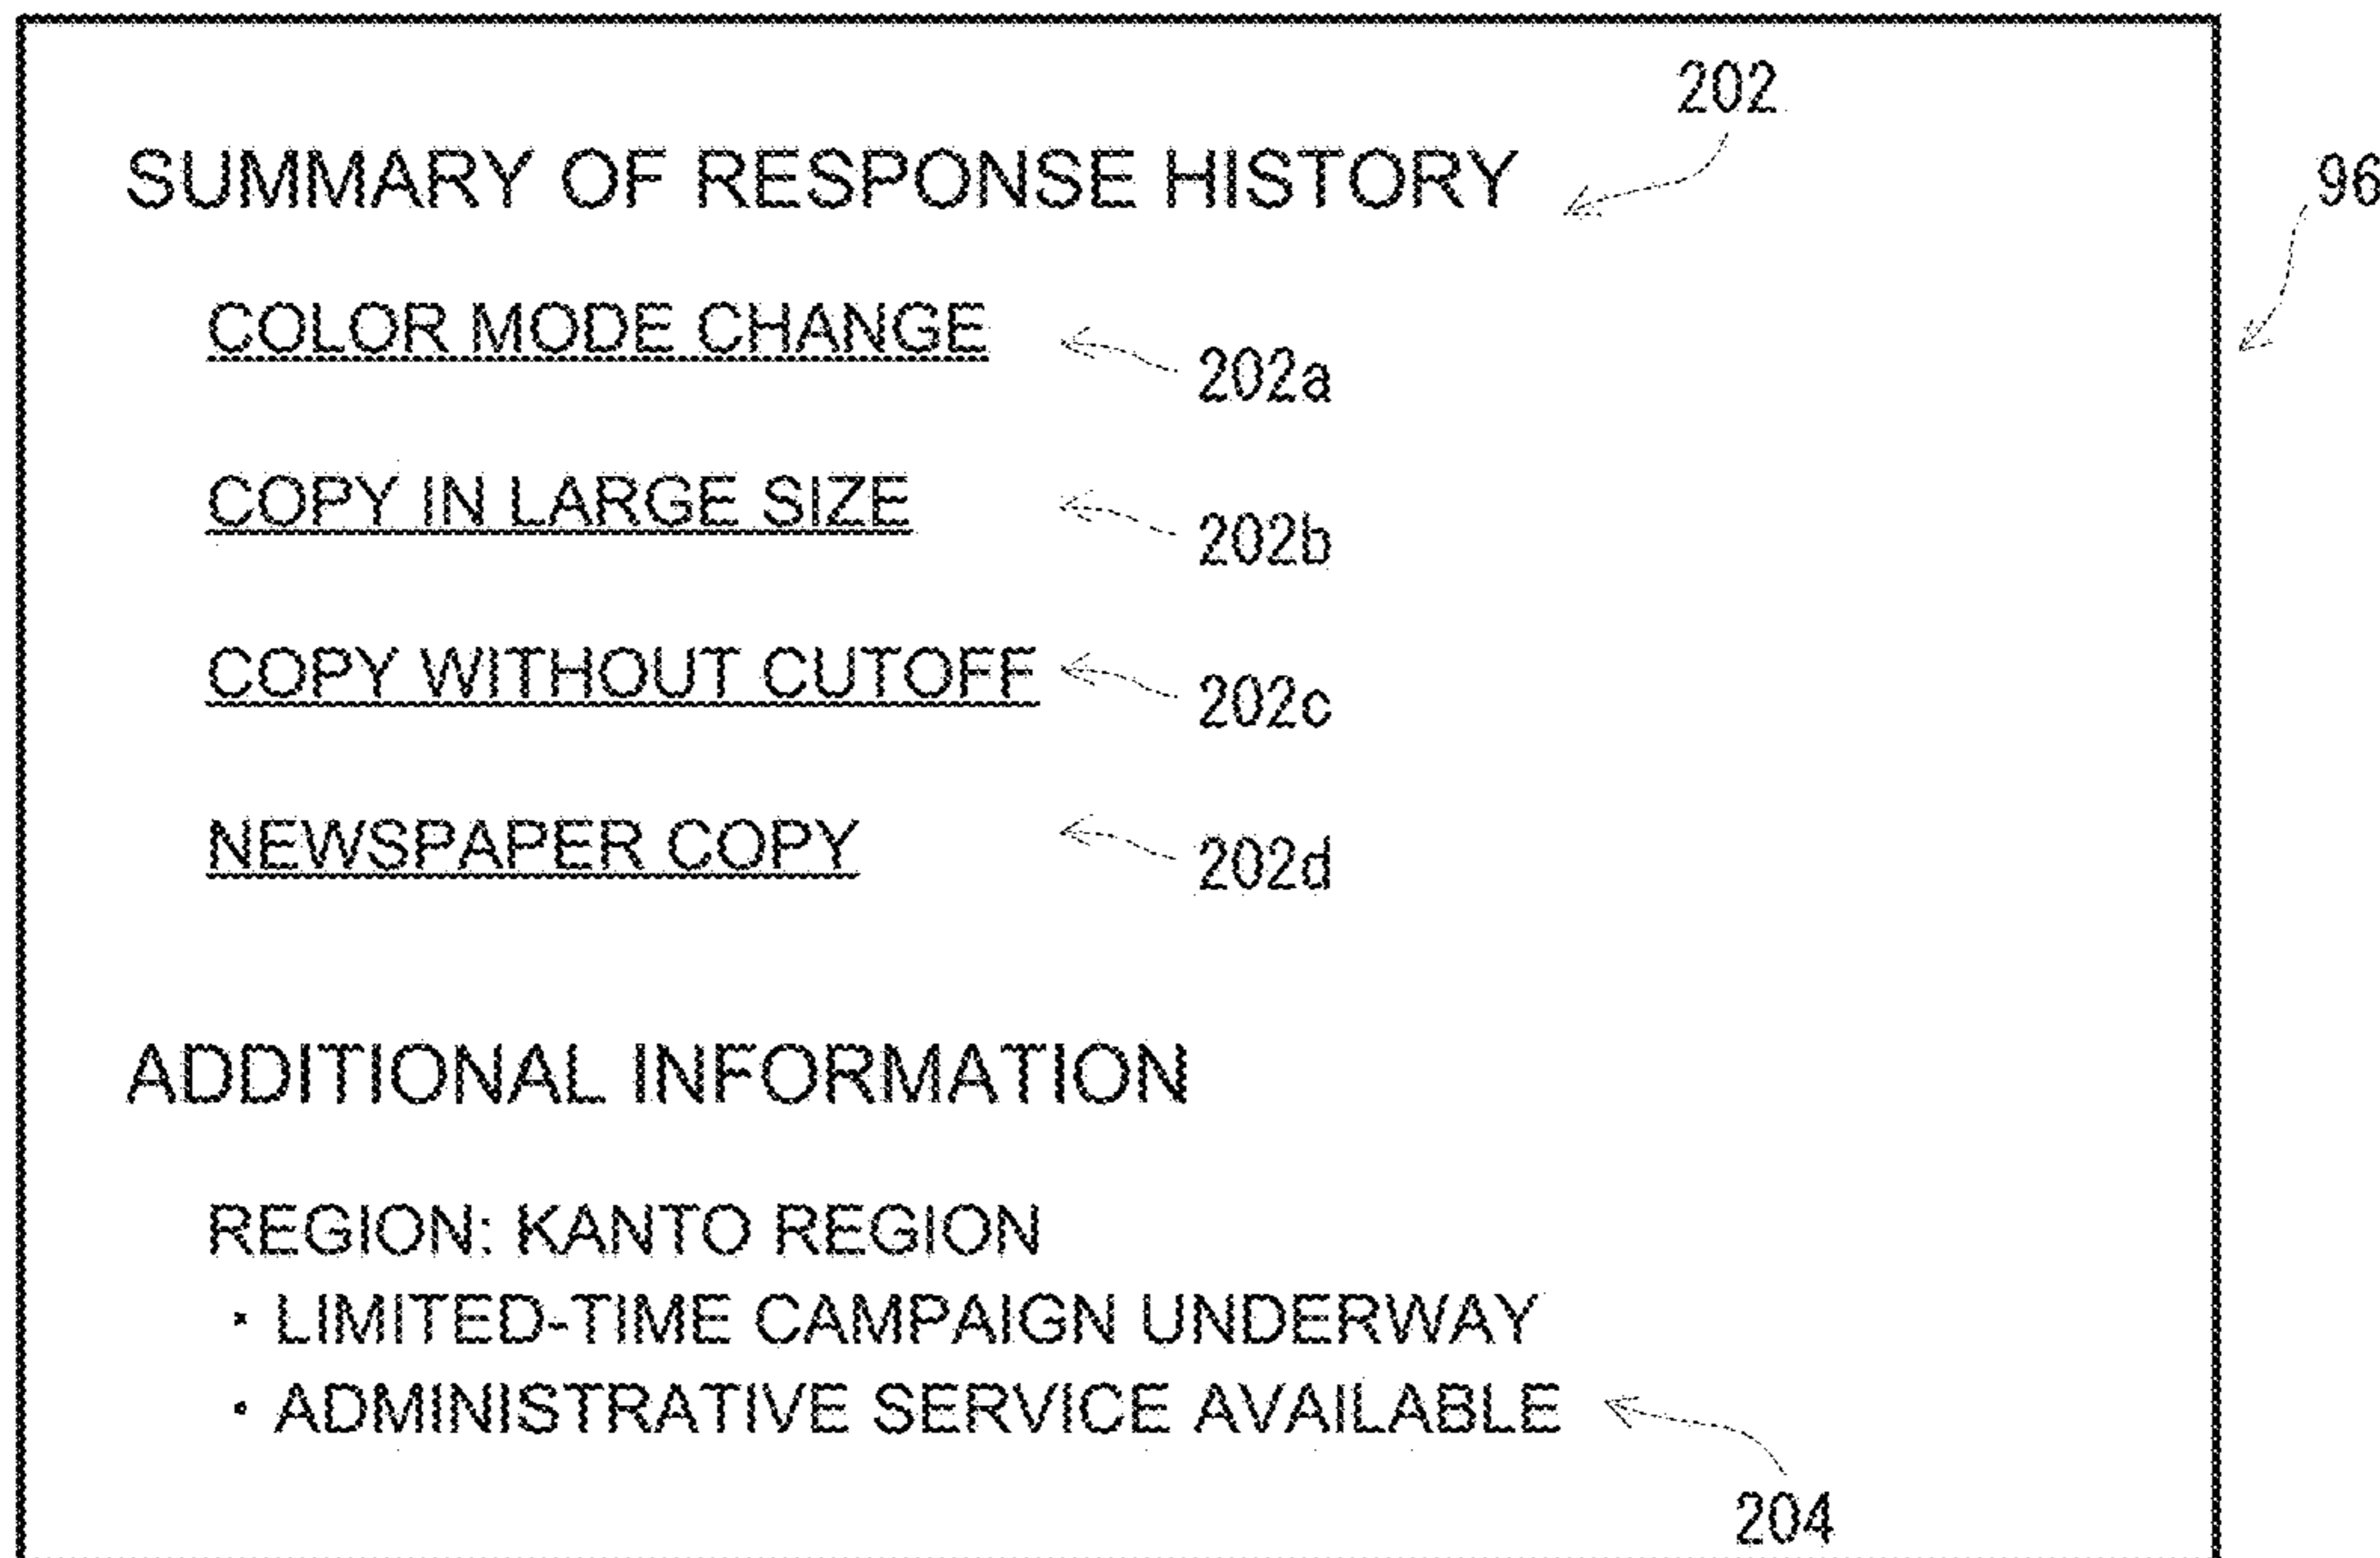 202
SUMMARY OF RESPONSE HISTORY
96
COLOR MODE CHANGE
202a
COPY IN LARGE SIZE
202b
COPY WITHOUT CUTOFF
202c
NEWSPAPER COPY
202d
ADDITIONAL INFORMATION
REGION: KANTO REGION
・LIMITED-TIME CAMPAIGN UNDERWAY
・ADMINISTRATIVE SERVICE AVAILABLE
204